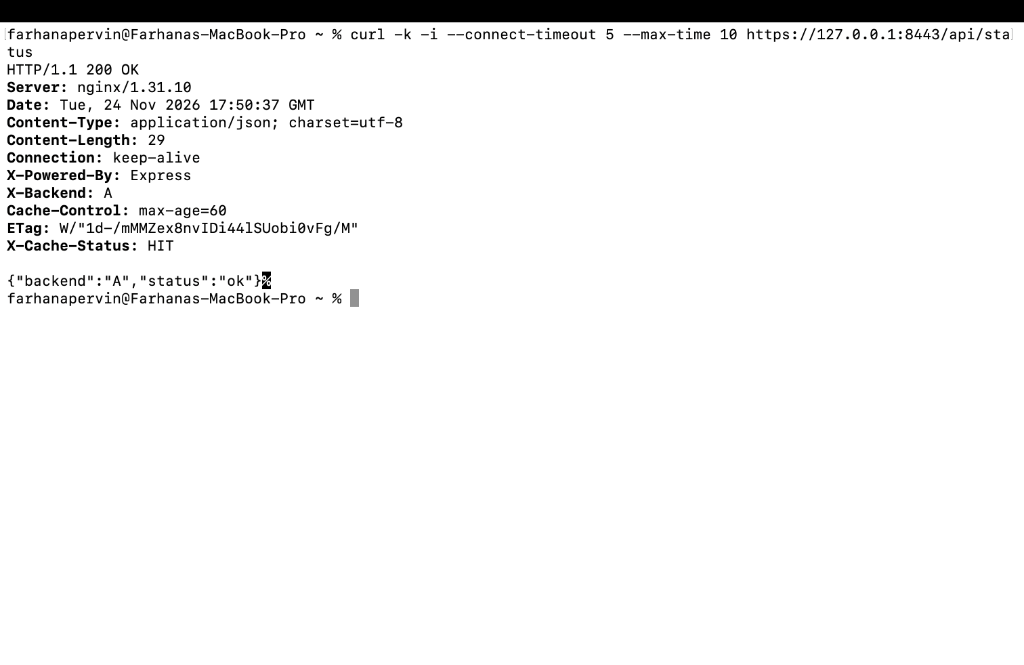 farhanapervin@Farhanas-MacBook-Pro ~ % curl -k -i --connect-timeout 5 --max-time 10 https://127.0.0.1:8443/api/sta
tus
HTTP/1.1 200 OK
Server: nginx/1.31.10
Date: Tue, 24 Nov 2026 17:50:37 GMT
Content-Type: application/json; charset=utf-8
Content-Length: 29
Connection: keep-alive
X-Powered-By: Express
X-Backend: A
Cache-Control: max-age=60
ETag: W/"1d-/mMMZex8nvIDi44lSUobi0vFg/M"
X-Cache-Status: HIT

{"backend":"A","status":"ok"}%
farhanapervin@Farhanas-MacBook-Pro ~ %